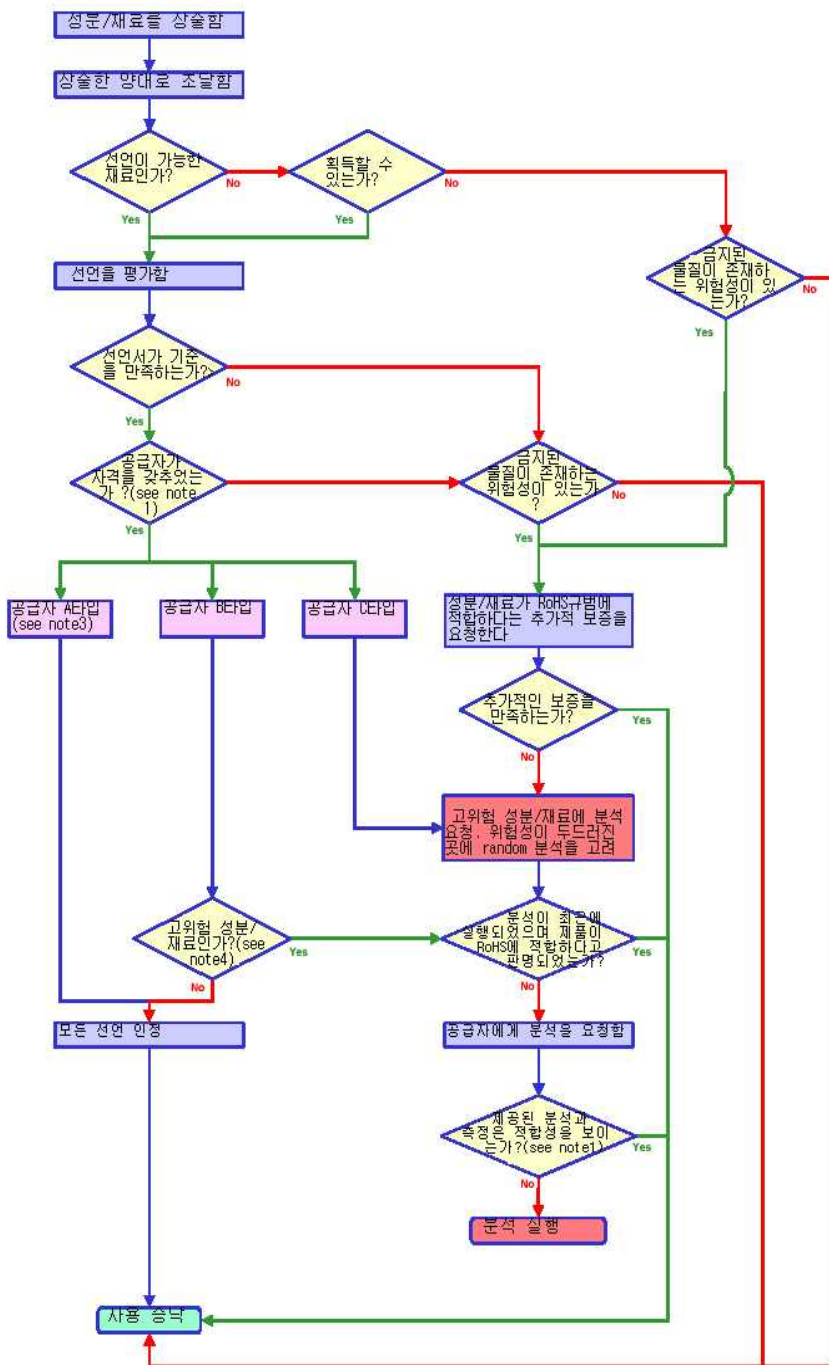 성분/재료를 상술함
상술한 양대로 조달함
선언이 가능한
재료인가?
No
Yes
획득할 수
있는가?
No
Yes
금지된
물질이 존재하
는 위험성이 있
는가?
No
Yes
선언을 평가함
선언서가 기준
을 만족하는가?
No
Yes
공급자가
자격을 갖추었는
가 ?(see note
1)
Yes
금지된
물질이 존재하는
위험성이 있는가
?
No
Yes
공급자 A타입
(see note3)
공급자 B타입
공급자 C타입
성분/재료가 RoHS규범에
적합하다는 추가적 보증을
요청한다
추가적인 보증을
만족하는가?
Yes
No
고위험 성분/재료에 분석
요청. 위험성이 두드러진
곳에 random 분석을 고려
고위험 성분/
재료인가?(see
note4)
Yes
No
분석이 최근에
실행되었으며 제품이
RoHS에 적합하다고
판명되었는가?
Yes
No
모든 선언 인정
공급자에게 분석을 요청함
제공된 분석과
측정은 적합성을 보이
는가?(see note1)
Yes
No
분석 실행
사용 승낙